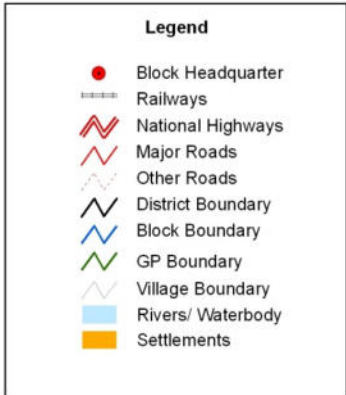 Legend
Block Headquarter
Railways
National Highways
Major Roads
Other Roads
District Boundary
Block Boundary
GP Boundary
Village Boundary
Rivers/ Waterbody
Settlements